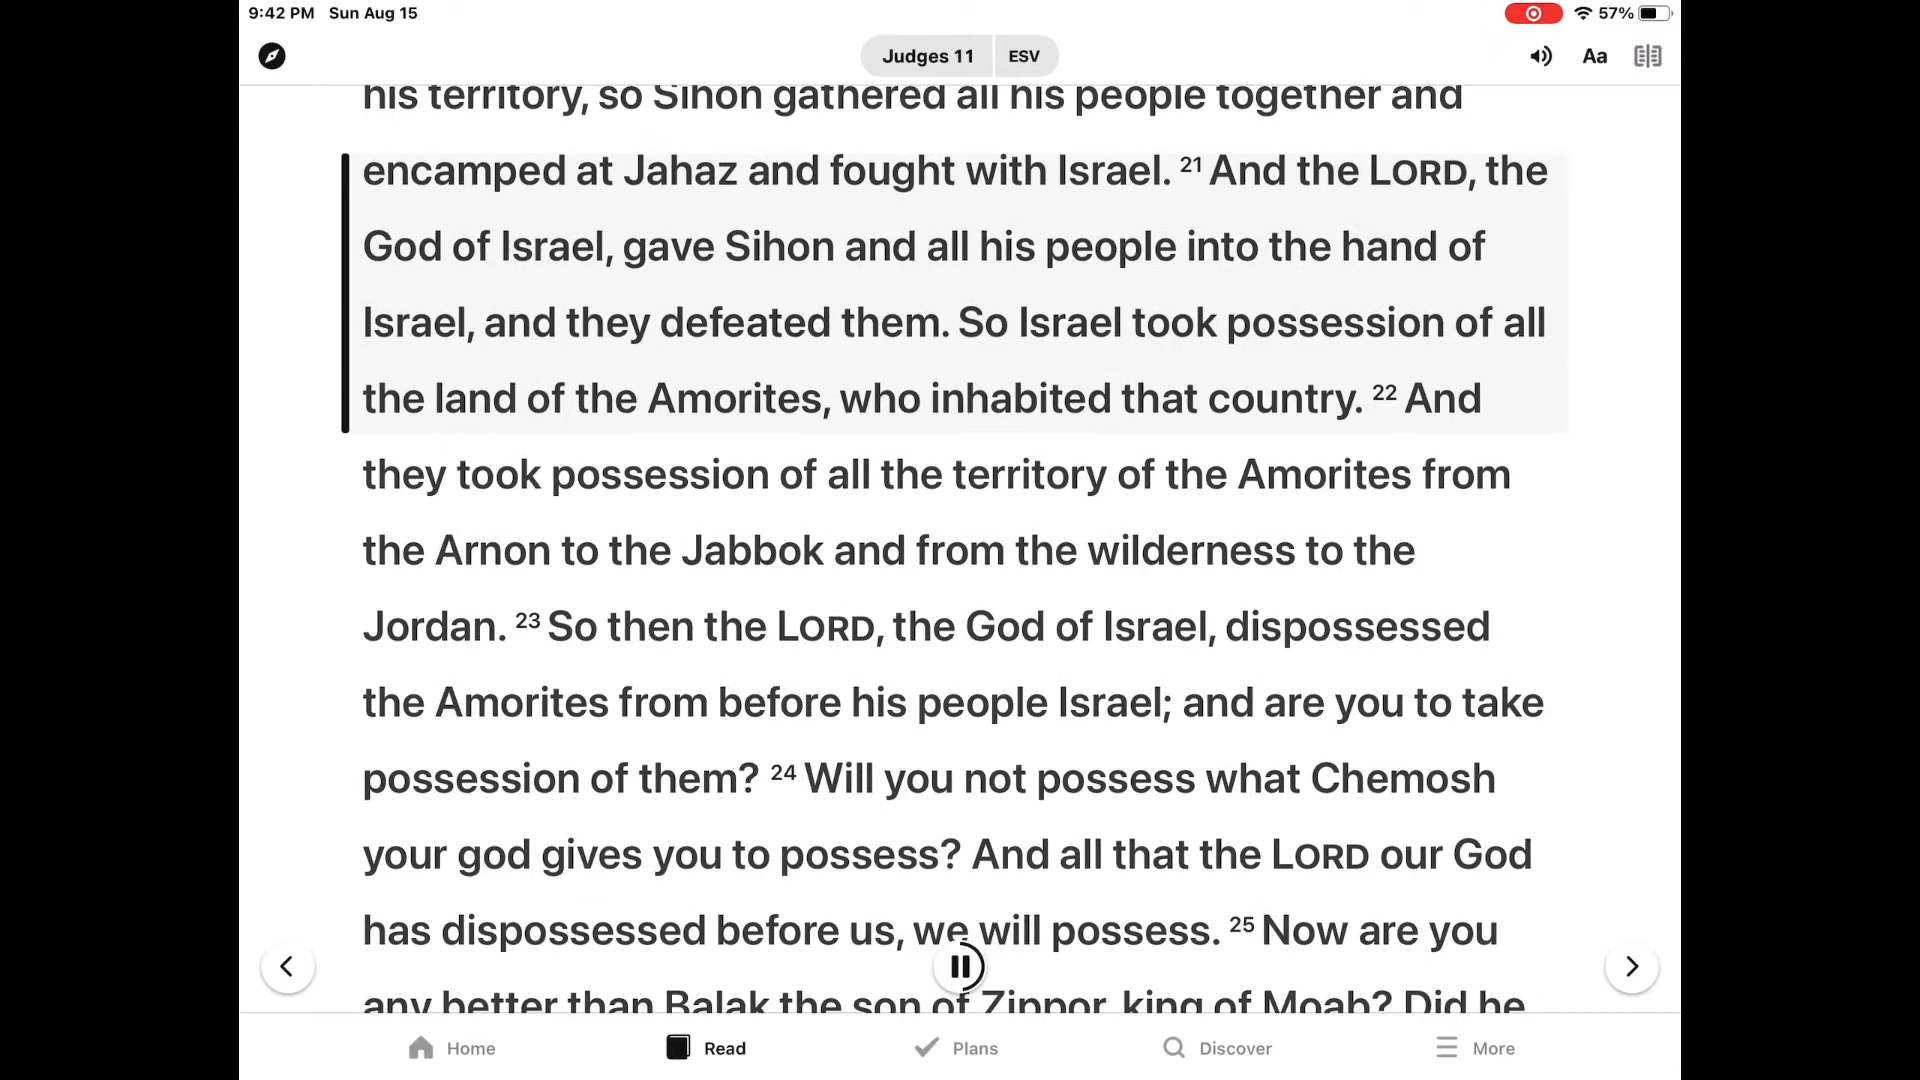 9:42 PM Sun Aug 15 57%
Judges 11 ESV Aa
his territory, so Sihon gathered all his people together and
encamped at Jahaz and fought with Israel. 21 And the LORD, the
God of Israel, gave Sihon and all his people into the hand of
Israel, and they defeated them. So Israel took possession of all
the land of the Amorites, who inhabited that country. 22 And
they took possession of all the territory of the Amorites from
the Arnon to the Jabbok and from the wilderness to the
Jordan. 23 So then the LORD, the God of Israel, dispossessed
the Amorites from before his people Israel; and are you to take
possession of them? 24 Will you not possess what Chemosh
your god gives you to possess? And all that the LORD our God
has dispossessed before us, we will possess. 25 Now are you
any better than Balak the son of Zippor, king of Moab? Did he
Home Read Plans Discover More